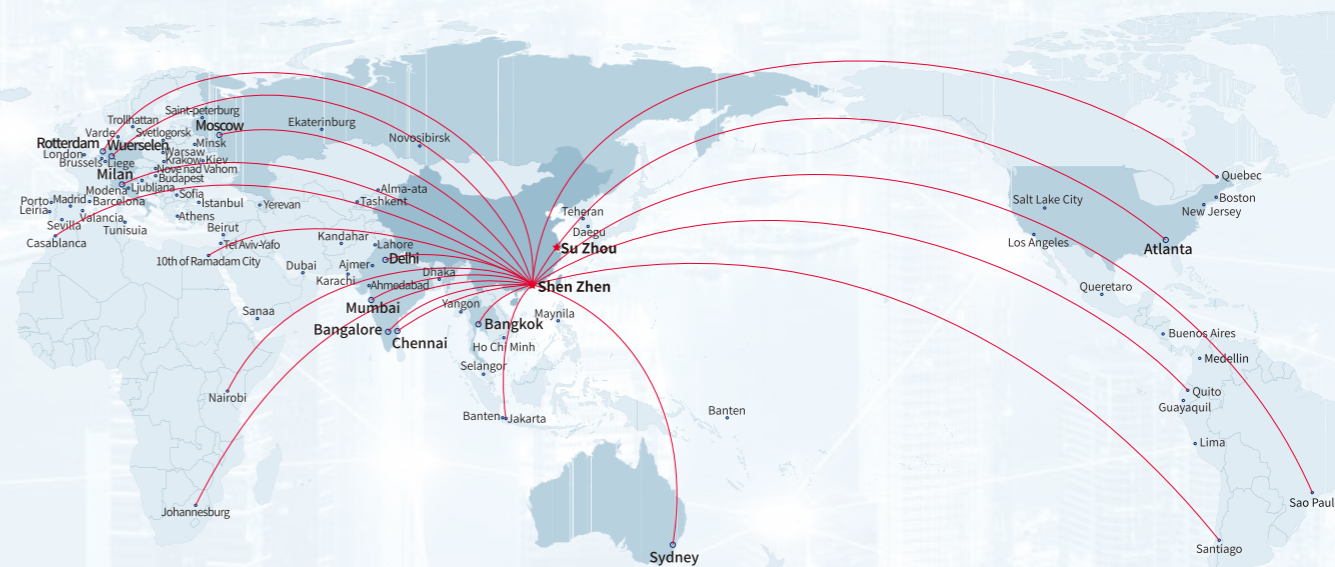 Saint-peterburg
Trollhattan
Moscow
Ekaterinburg
Varde
Svetlogorsk
Novosibirsk
Rotterdam
Wuerselen
Minsk
London
Warsaw
Brussels
Liege
Krakow
Kiev
Milan
Nove nad Vahom
Budapest
Quebec
Modena
Ljubljana
Alma-ata
Porto
Madrid
Barcelona
Sofia
Istanbul
Yerevan
Tashkent
Salt Lake City
Boston
Leiria
New Jersey
Sevilla
Valancia
Athens
Teheran
Tunisuia
Beirut
Daegu
Casablanca
Tel Aviv-Yafo
Kandahar
Lahore
Su Zhou
Los Angeles
Atlanta
10th of Ramadam City
Delhi
Dubai
Ajmer
Dhaka
Karachi
Ahmedabad
Shen Zhen
Queretaro
Mumbai
Yangon
Sanaa
Maynila
Bangalore
Bangkok
Buenos Aires
Chennai
Ho Chi Minh
Medellin
Selangor
Nairobi
Quito
Guayaquil
Banten
Jakarta
Banten
Lima
Johannesburg
Sao Paul
Santiago
Sydney